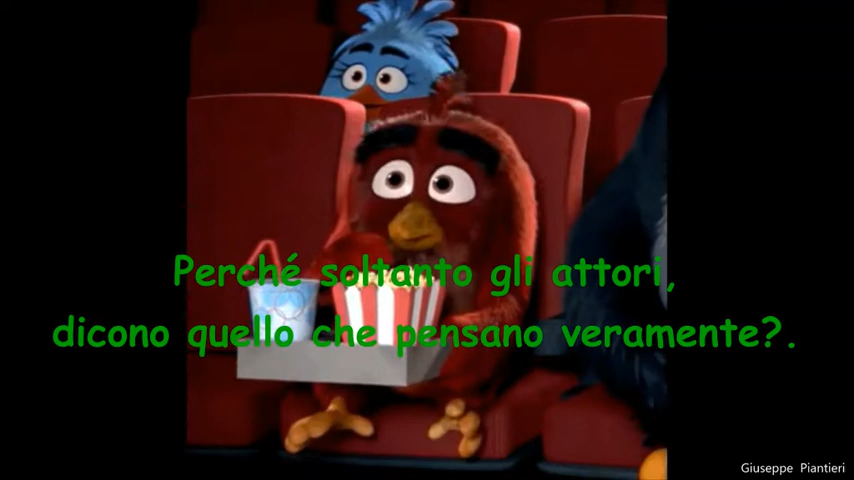 Perché soltanto gli attori,
dicono quello che pensano veramente?.
Giuseppe Piantieri